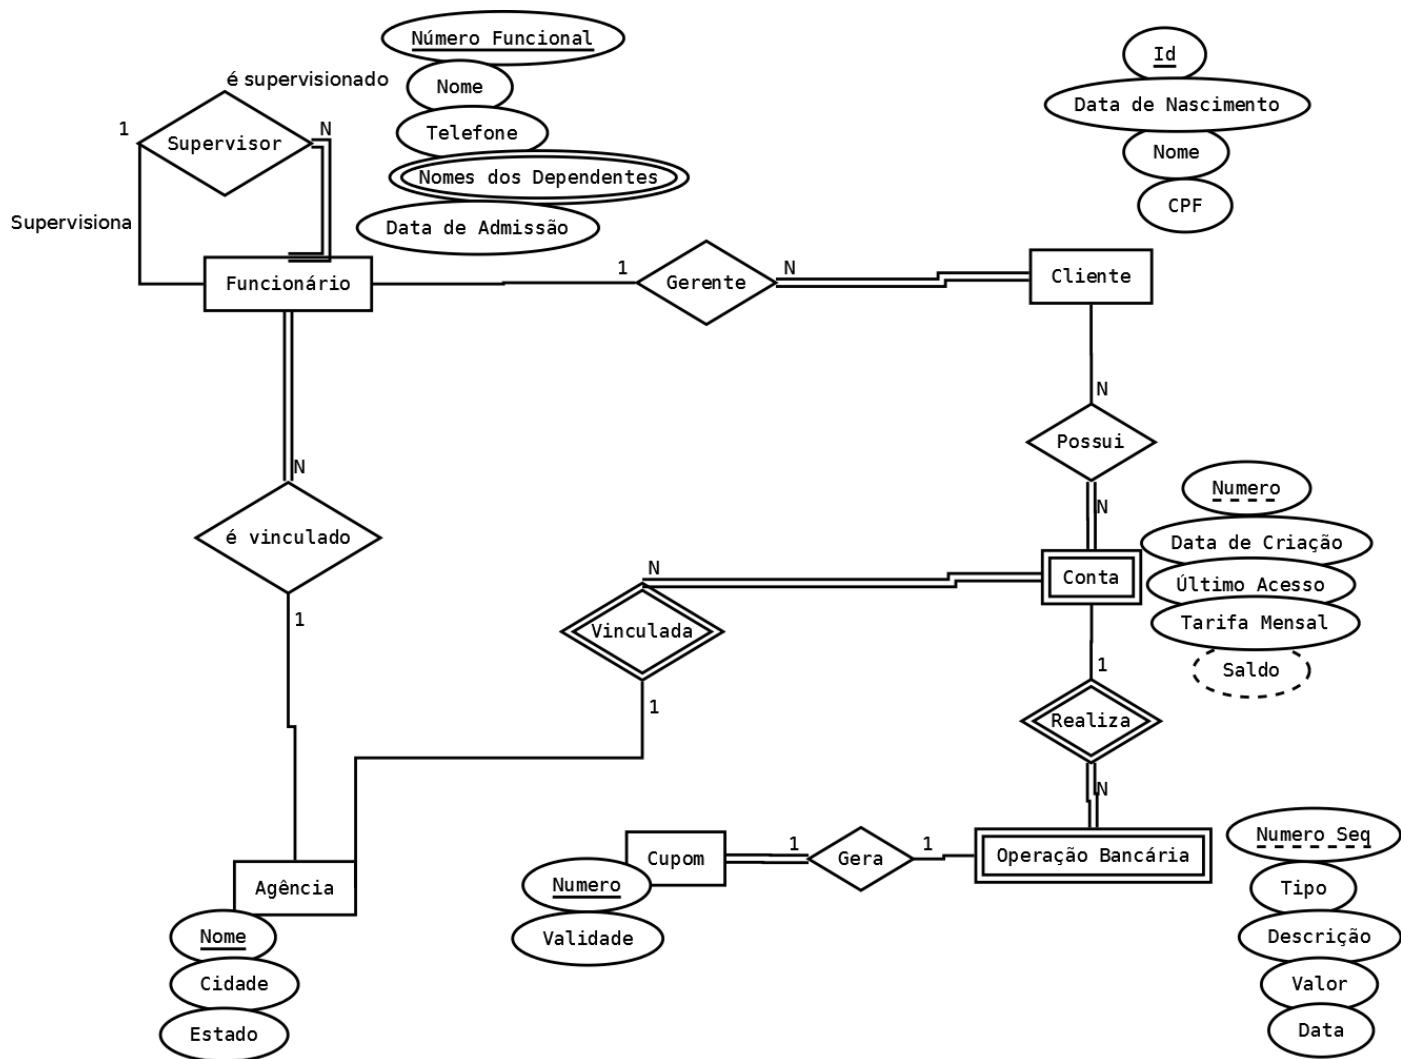 Número Funcional
Id
é supervisionado
Nome
Data de Nascimento
1
N
Telefone
Supervisor
Nome
Nomes dos Dependentes
CPF
Supervisiona
Data de Admissão
1
N
Funcionário
Gerente
Cliente
N
Possui
N
Numero
N
é vinculado
Data de Criação
N
Conta
Último Acesso
1
Vinculada
Tarifa Mensal
1
Saldo
1
Realiza
N
Numero Seq
1
1
Cupom
Gera
Operação Bancária
Agência
Numero
Tipo
Nome
Validade
Descrição
Cidade
Valor
Estado
Data